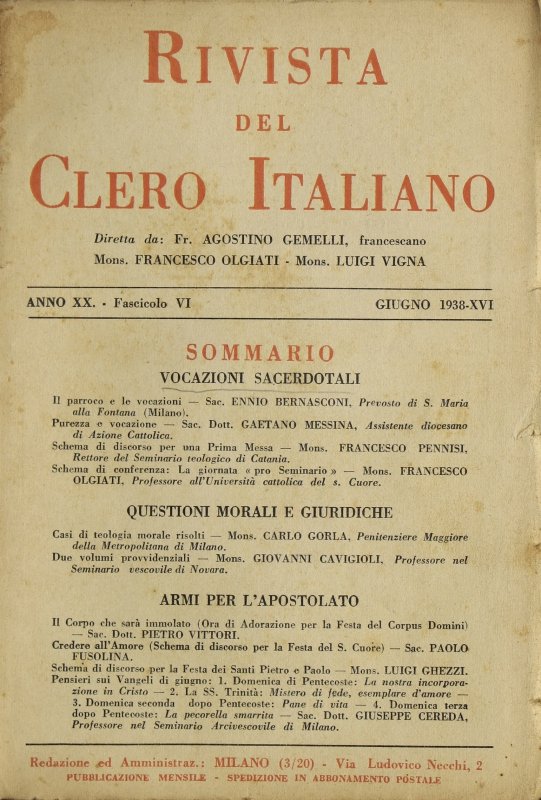 RIVISTA
DEL
CLERO ITALIANO
Diretta da: Fr. AGOSTINO GEMELLI, francescano
Mons. FRANCESCO OLGIATI - Mons. LUIGI VIGNA
ANNO XX. - Fascicolo VI GIUGNO 1938-XVI
SOMMARIO
VOCAZIONI SACERDOTALI
Il parroco e le vocazioni — Sac. ENNIO BERNASCONI, Prevosto di S. Maria
alla Fontana (Milano).
Purezza e vocazione — Sac. Dott. GAETANO MESSINA, Assistente diocesano
di Azione Cattolica.
Schema di discorso per una Prima Messa — Mons. FRANCESCO PENNISI,
Rettore del Seminario teologico di Catania.
Schema di conferenza: La giornata « pro Seminario » — Mons. FRANCESCO
OLGIATI, Professore all'Università cattolica del s. Cuore.
QUESTIONI MORALI E GIURIDICHE
Casi di teologia morale risolti — Mons. CARLO GORLA, Penitenziere Maggiore
della Metropolitana di Milano.
Due volumi provvidenziali — Mons. GIOVANNI CAVIGIOLI, Professore nel
Seminario vescovile di Novara.
ARMI PER L'APOSTOLATO
Il Corpo che sarà immolato (Ora di Adorazione per la Festa del Corpus Domini)
— Sac. Dott. PIETRO VITTORI.
Credere all'Amore (Schema di discorso per la Festa del S. Cuore) — Sac. PAOLO
FUSOLINA.
Schema di discorso per la Festa dei Santi Pietro e Paolo — Mons. LUIGI GHEZZI.
Pensieri sui Vangeli di giugno: 1. Domenica di Pentecoste: La nostra incorpora-
zione in Cristo — 2. La SS. Trinità: Mistero di fede, esemplare d'amore —
3. Domenica seconda dopo Pentecoste: Pane di vita — 4. Domenica terza
dopo Pentecoste: La pecorella smarrita — Sac. Dott. GIUSEPPE CEREDA,
Professore nel Seminario Arcivescovile di Milano.
Redazione ed Amministraz.: MILANO (3/20) - Via Ludovico Necchi, 2
PUBBLICAZIONE MENSILE - SPEDIZIONE IN ABBONAMENTO POSTALE